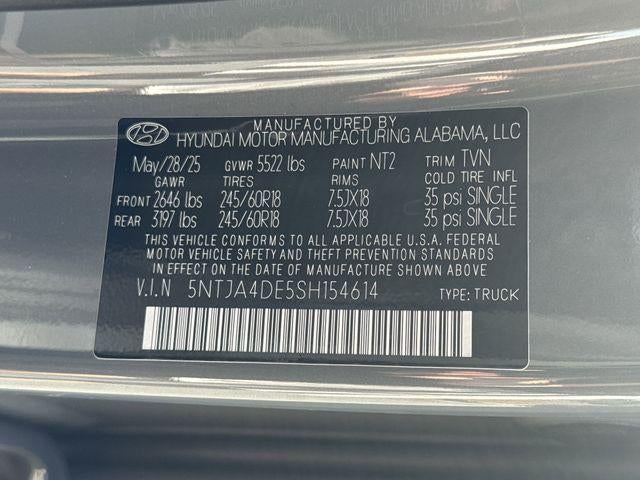 MANUFACTURED BY
HYUNDAI MOTOR MANUFACTURING ALABAMA, LLC
May/28/25 GVWR 5522 lbs PAINT NT2 TRIM TVN
GAWR TIRES RIMS COLD TIRE INFL
FRONT 2646 lbs 245/60R18 7.5JX18 35 psi SINGLE
REAR 3197 lbs 245/60R18 7.5JX18 35 psi SINGLE
THIS VEHICLE CONFORMS TO ALL APPLICABLE U.S.A. FEDERAL
MOTOR VEHICLE SAFETY AND THEFT PREVENTION STANDARDS
IN EFFECT ON THE DATE OF MANUFACTURE SHOWN ABOVE.
V.I.N 5NTJA4DE5SH154614 TYPE: TRUCK